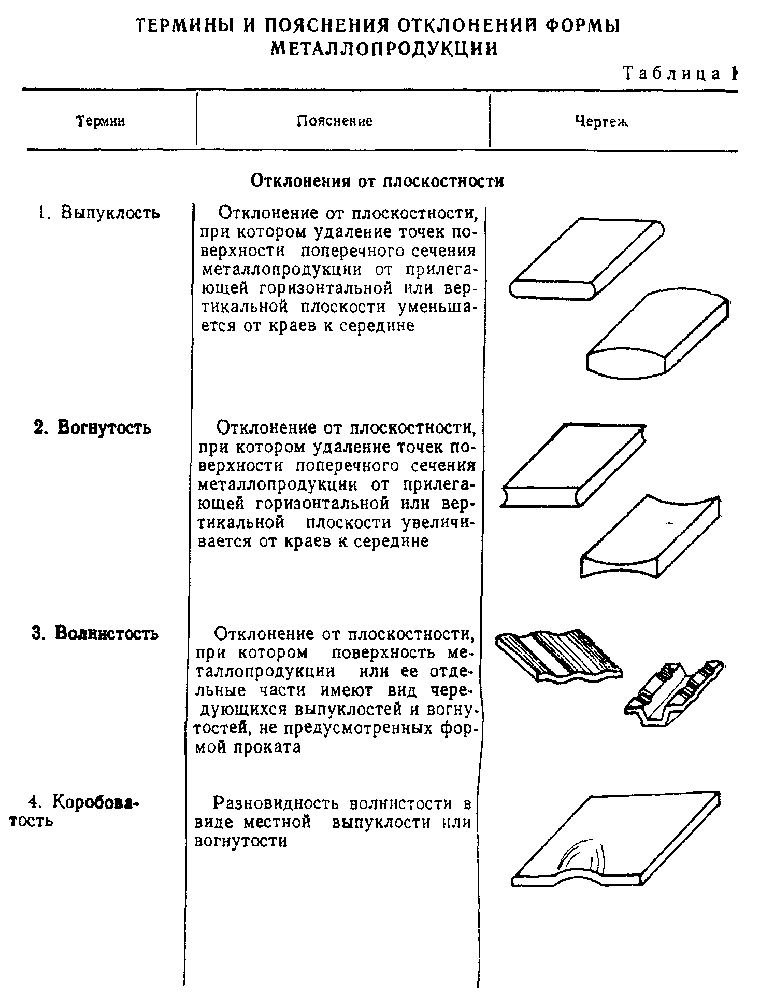 ТЕРМИНЫ И ПОЯСНЕНИЯ ОТКЛОНЕНИЙ ФОРМЫ
МЕТАЛЛОПРОДУКЦИИ
Таблица 1
Термин
Пояснение
Чертеж
Отклонения от плоскостности
1. Выпуклость
Отклонение от плоскостности,
при котором удаление точек по-
верхности поперечного сечения
металлопродукции от прилега-
ющей горизонтальной или вер-
тикальной плоскости уменьша-
ется от краев к середине
2. Вогнутость
Отклонение от плоскостности,
при котором удаление точек по-
верхности поперечного сечения
металлопродукции от прилега-
ющей горизонтальной или вер-
тикальной плоскости увеличи-
вается от краев к середине
3. Волнистость
Отклонение от плоскостности,
при котором поверхность ме-
таллопродукции или ее отде-
льные части имеют вид чере-
дующихся выпуклостей и вогну-
тостей, не предусмотренных фор-
мой проката
4. Коробова-
тость
Разновидность волнистости в
виде местной выпуклости или
вогнутости